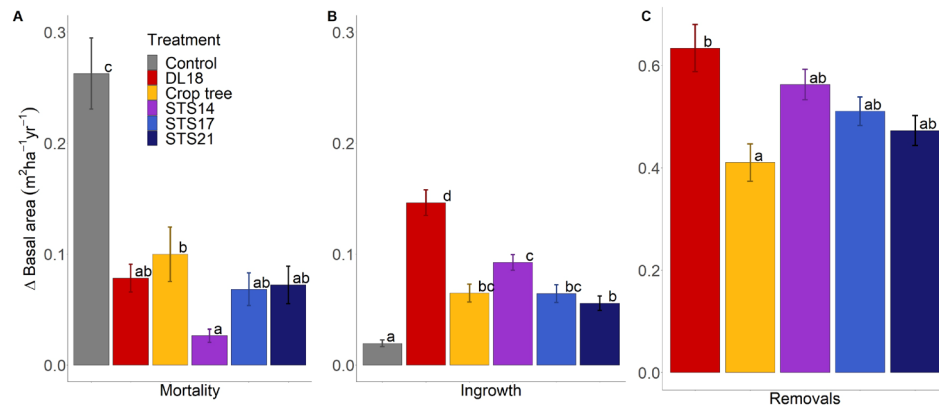 A
B
C
Δ Basal area (m²ha⁻¹yr⁻¹)
0.3
0.2
0.1
0.0
Treatment
Control
DL18
Crop tree
STS14
STS17
STS21
c
ab
b
a
ab
ab
Mortality
0.3
0.2
0.1
0.0
a
d
bc
c
bc
b
Ingrowth
0.6
0.4
0.2
0.0
b
a
ab
ab
ab
Removals